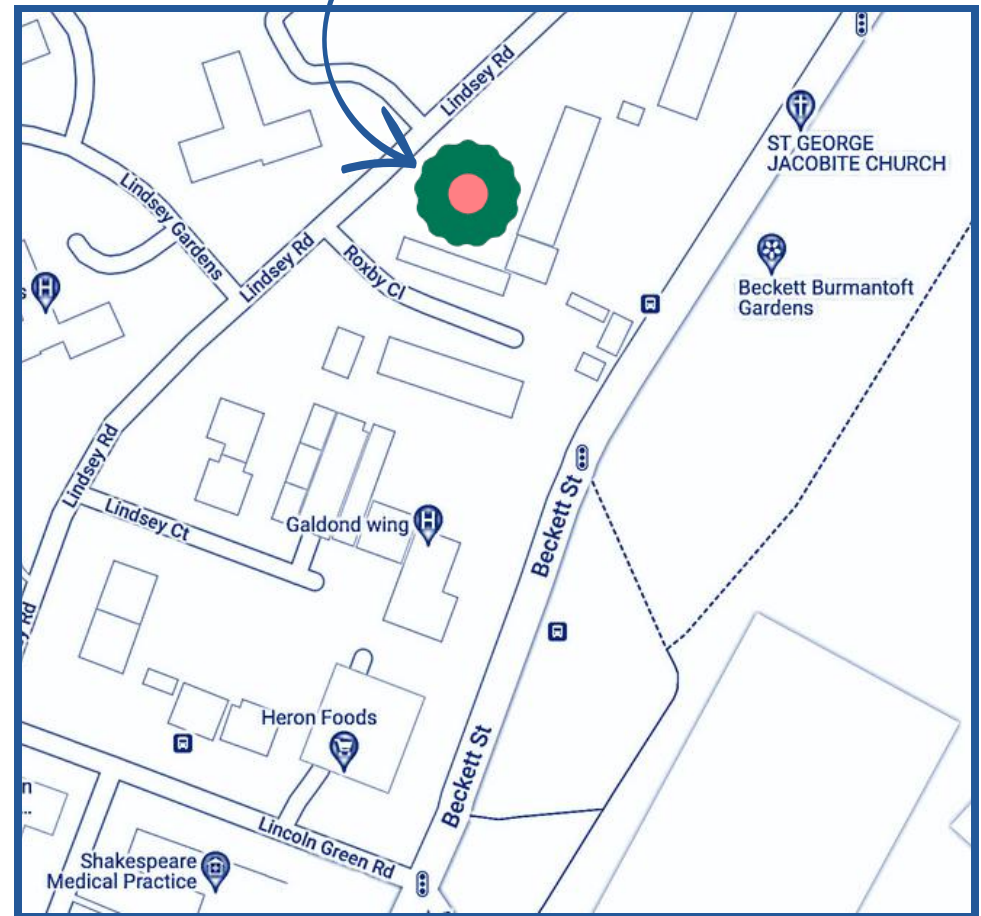 Lindsey Rd
ST GEORGE
JACOBITE CHURCH
Lindsey Gardens
Lindsey Rd
Roxby Cl
Beckett Burmantoft
Gardens
Lindsey Rd
Lindsey Ct
Galdond wing
Beckett St
Heron Foods
Beckett St
Lincoln Green Rd
Shakespeare
Medical Practice